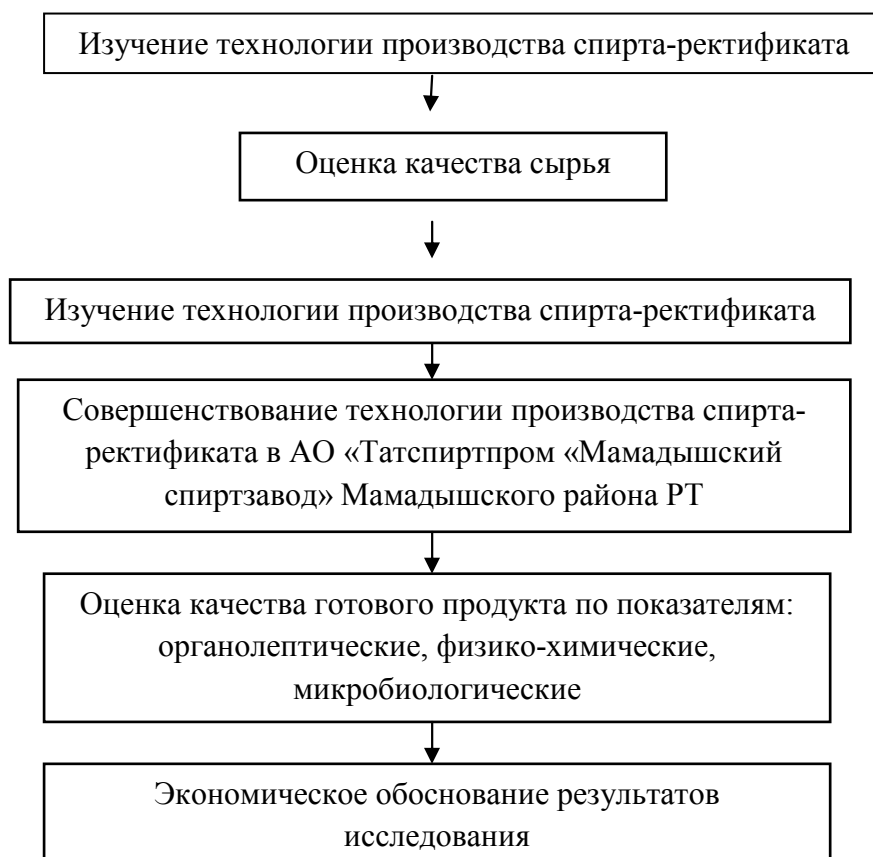 Изучение технологии производства спирта-ректификата
Оценка качества сырья
Изучение технологии производства спирта-ректификата
Совершенствование технологии производства спирта-
ректификата в АО «Татспиртпром «Мамадышский
спиртзавод» Мамадышского района РТ
Оценка качества готового продукта по показателям:
органолептические, физико-химические,
микробиологические
Экономическое обоснование результатов
исследования